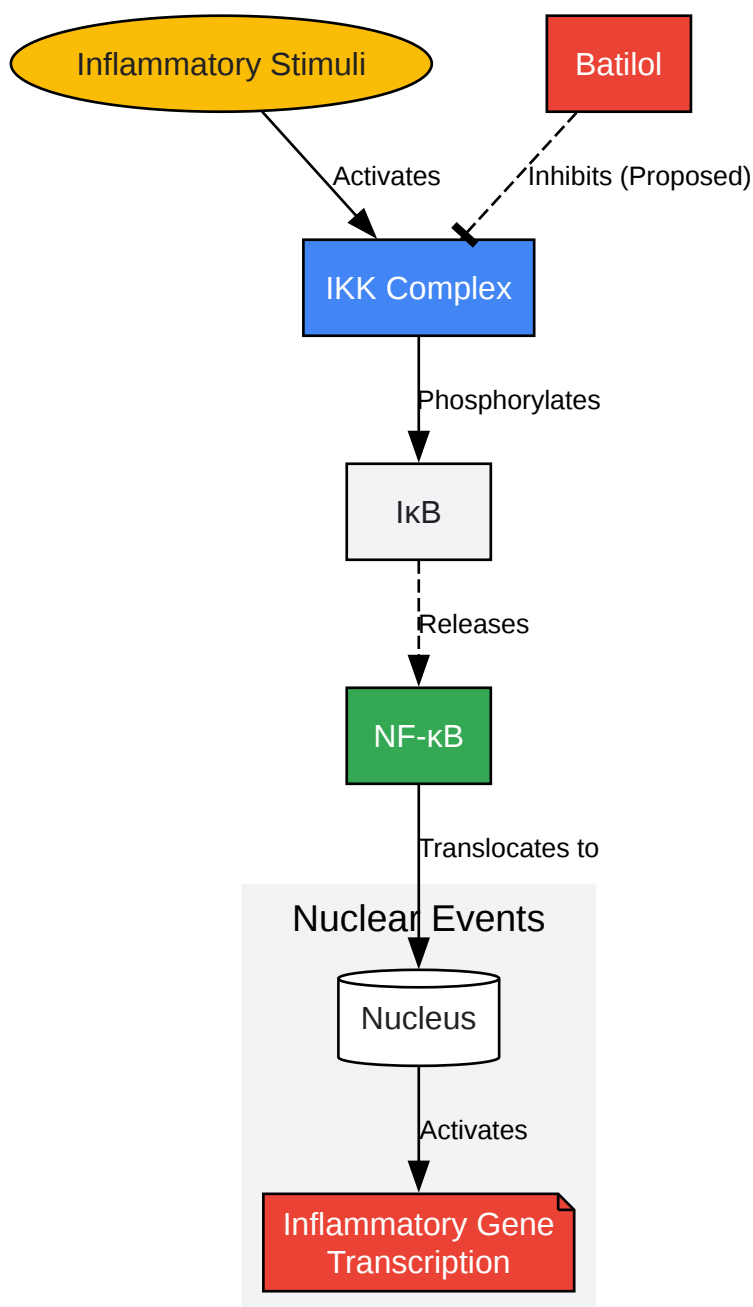 Inflammatory Stimuli
Batilol
Activates
Inhibits (Proposed)
IKK Complex
Phosphorylates
IκB
Releases
NF-κB
Translocates to
Nuclear Events
Nucleus
Activates
Inflammatory Gene
Transcription